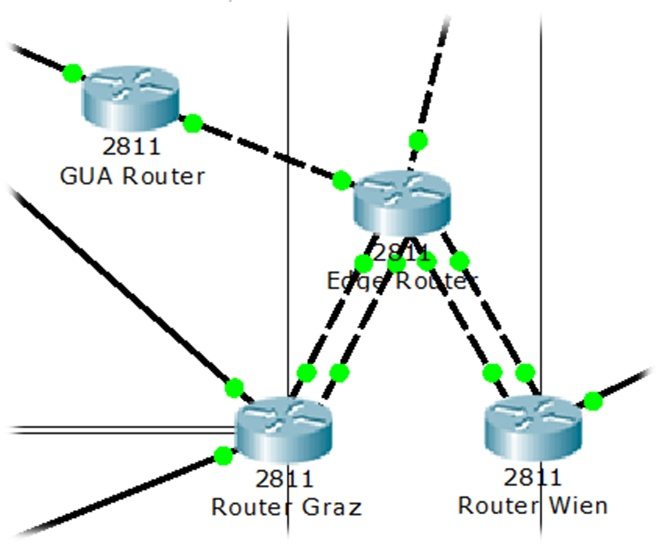 2811
GUA Router
2811
Edge Router
2811
Router Graz
2811
Router Wien